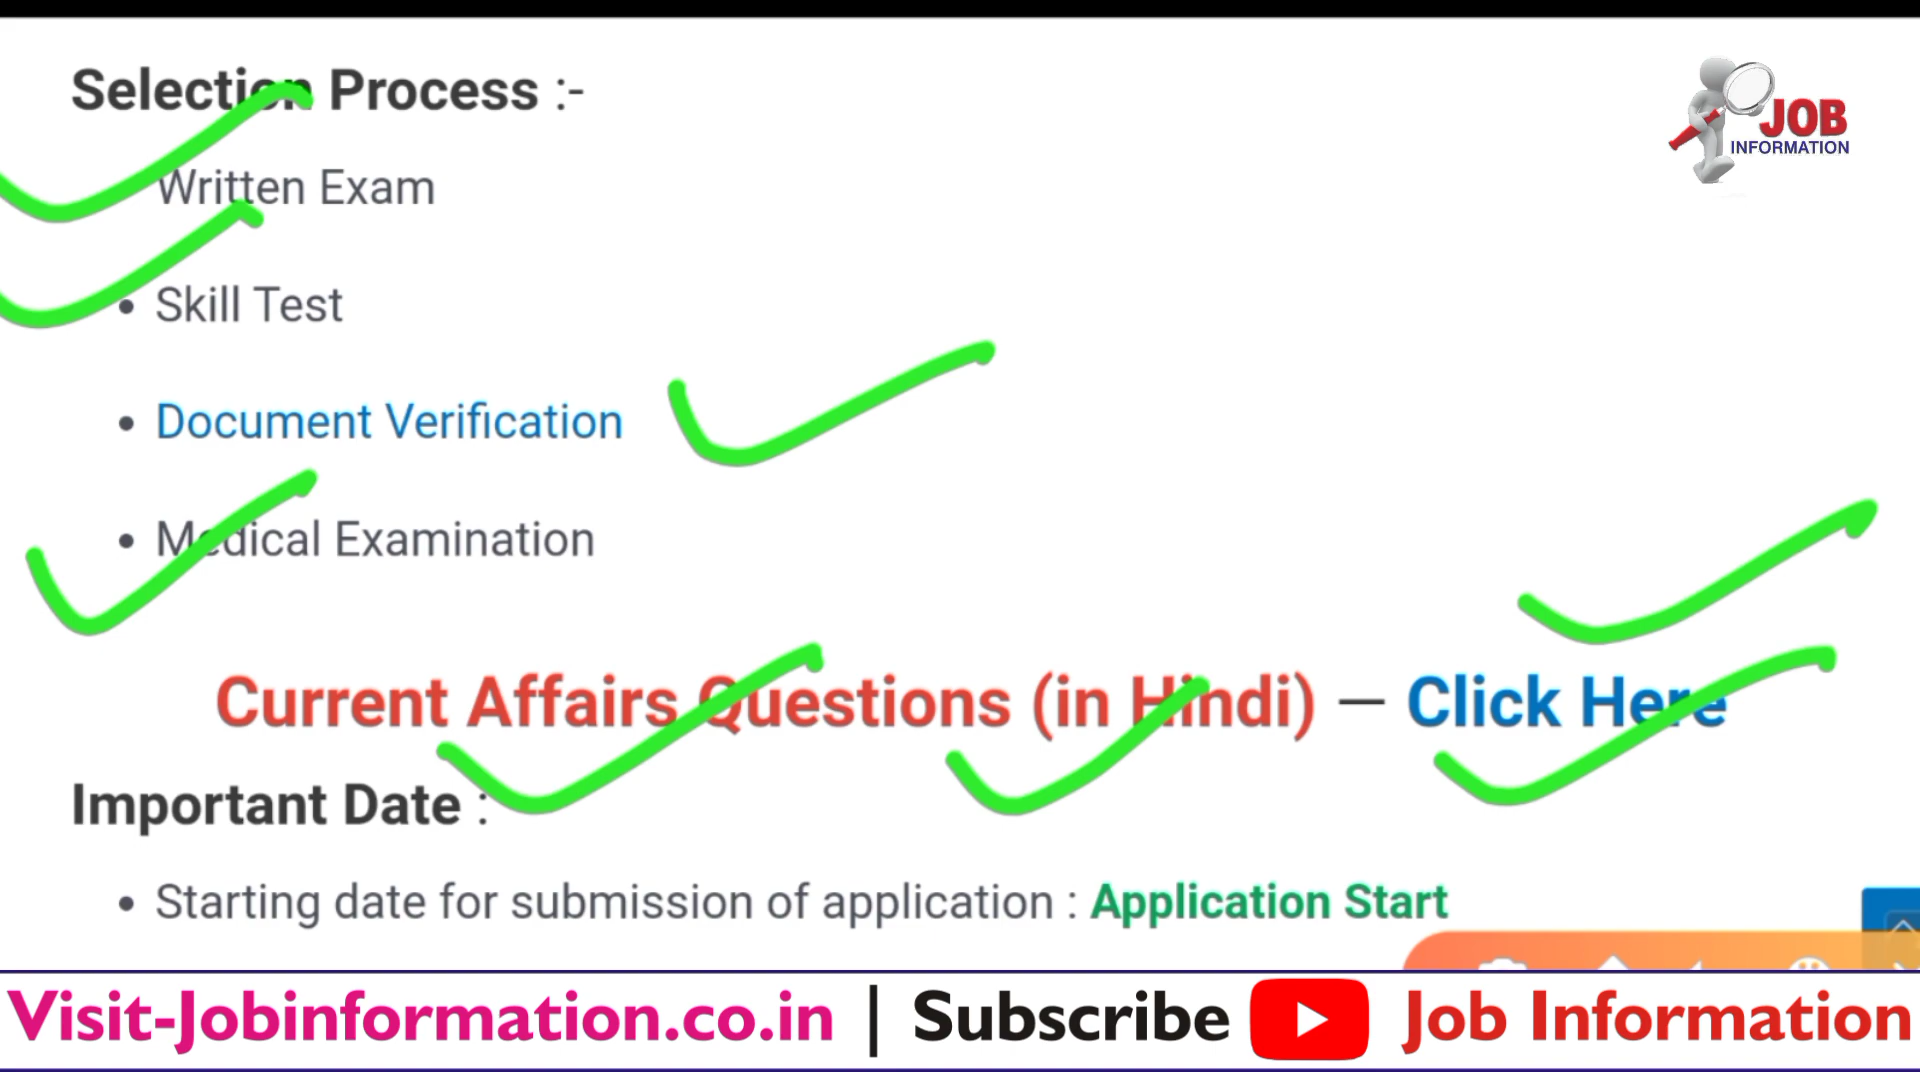 Selection Process :-
JOB
INFORMATION
Written Exam
• Skill Test
• Document Verification
• Medical Examination
Current Affairs Questions (in Hindi) — Click Here
Important Date :
• Starting date for submission of application : Application Start
Visit-Jobinformation.co.in | Subscribe Job Information